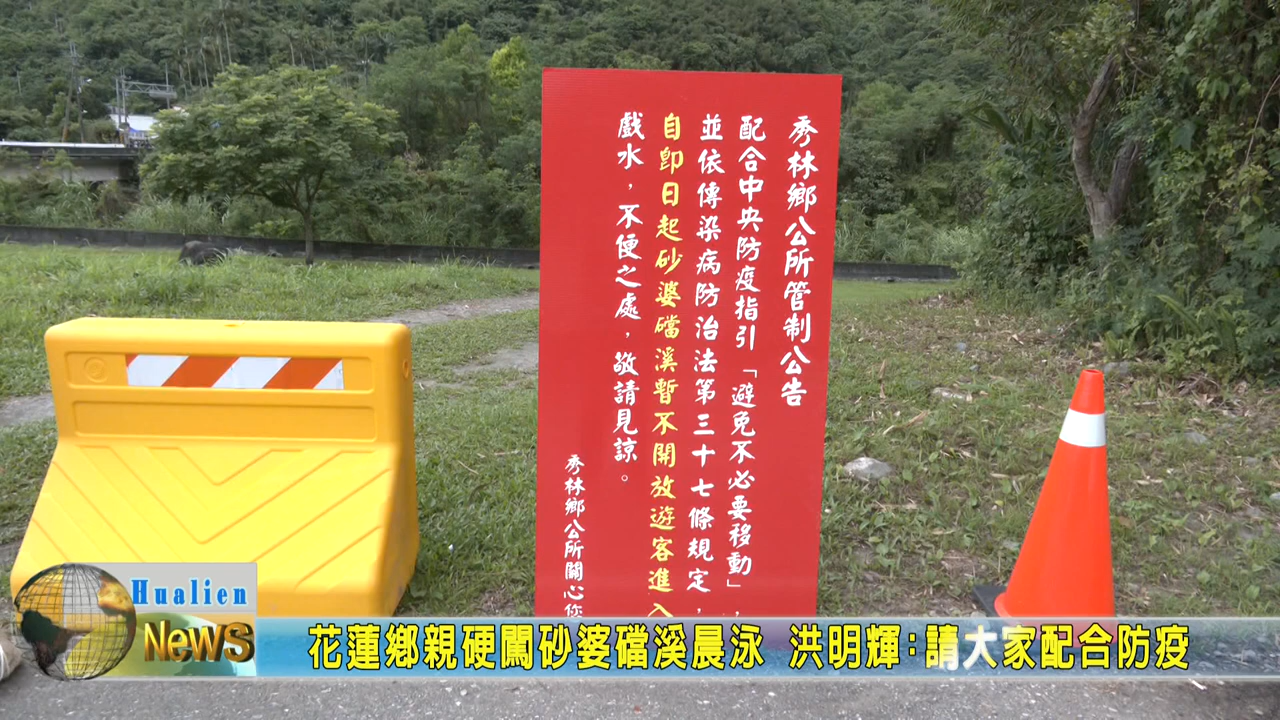 秀林鄉公所管制公告
配合中央防疫指引「避免不必要移動」,
並依傳染病防治法第三十七條規定,
自即日起砂婆礑溪暫不開放遊客進入
戲水,不便之處,敬請見諒。
秀林鄉公所關心您
Hualien
News
花蓮鄉親硬闖砂婆礑溪晨泳 洪明輝:請大家配合防疫